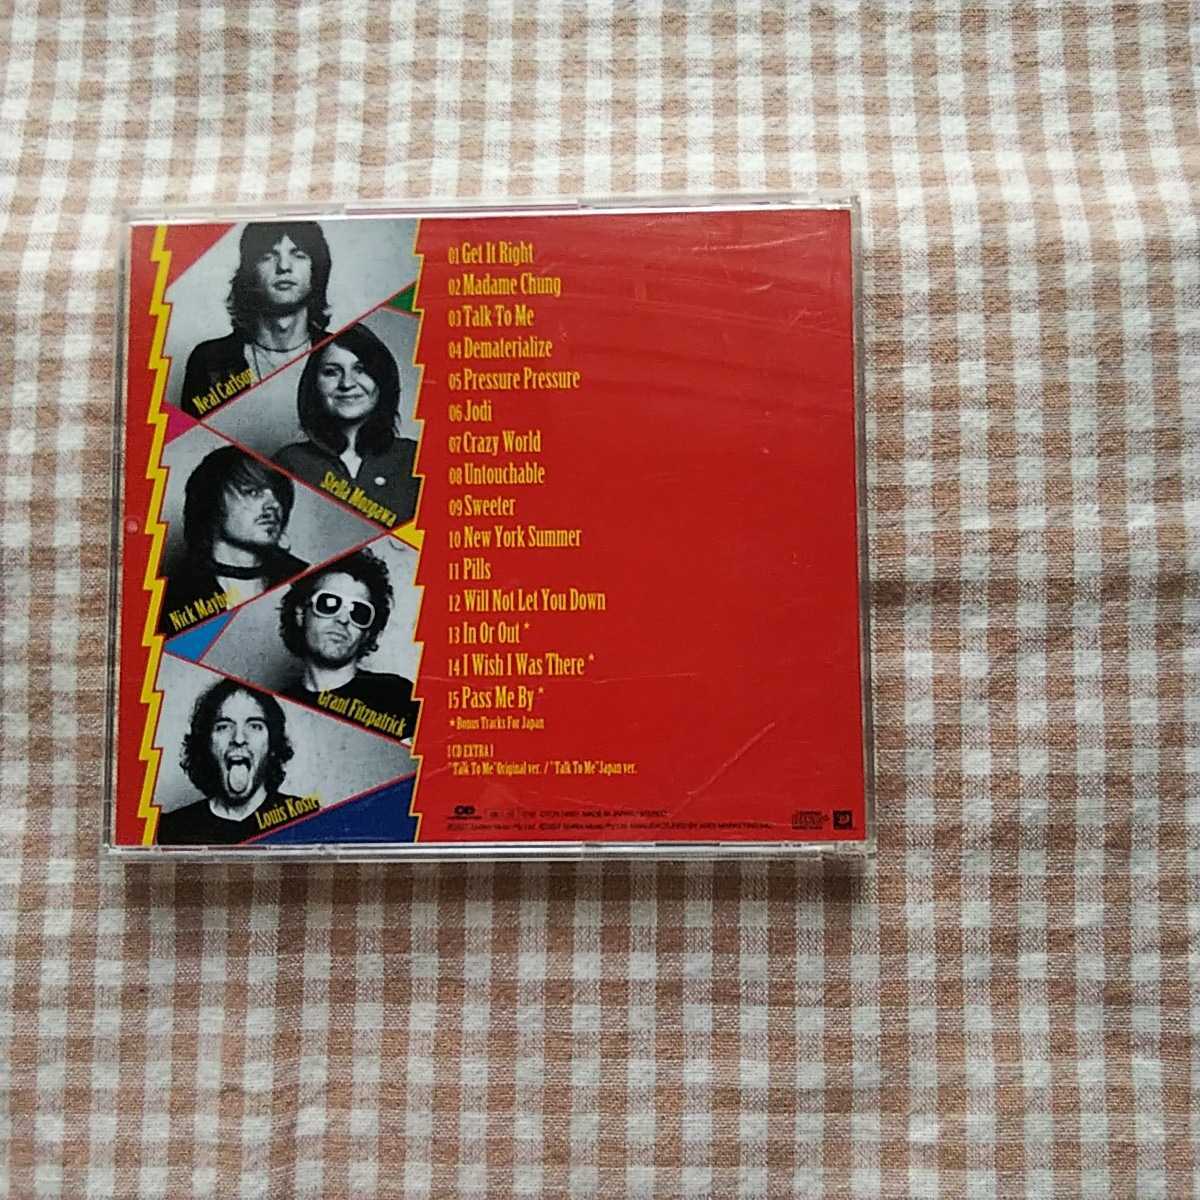 Neal Carlson
Stella Mozgawa
Nick
Grant Fitzpatrick
Louis
01 Get It Right
02 Madame Chung
03 Talk To Me
04 Dematerialize
05 Pressure Pressure
06 Jodi
07 Crazy World
08 Untouchable
09 Sweeter
10 New York Summer
11 Pills
12 Will Not Let You Down
13 In Or Out *
14 I Wish I Was There *
15 Pass Me By *
*Bonus Tracks For Japan
[CD EXTRA]
"Talk To Me"Original ver. / "Talk To Me"Japan ver.
MADE IN JAPAN